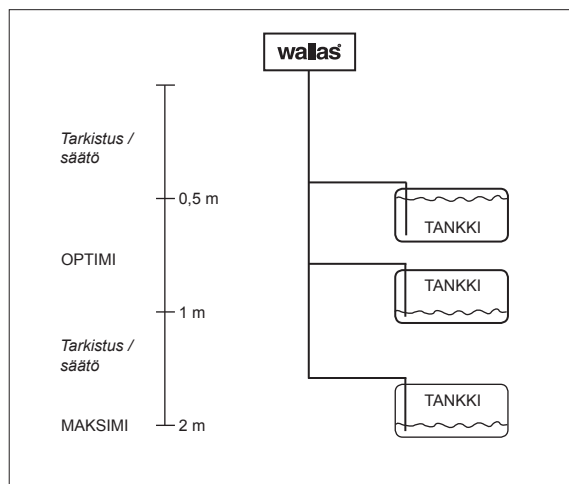 wallas
Tarkistus /
säätö
0,5 m
TANKKI
OPTIMI
TANKKI
1 m
Tarkistus /
säätö
TANKKI
MAKSIMI
2 m